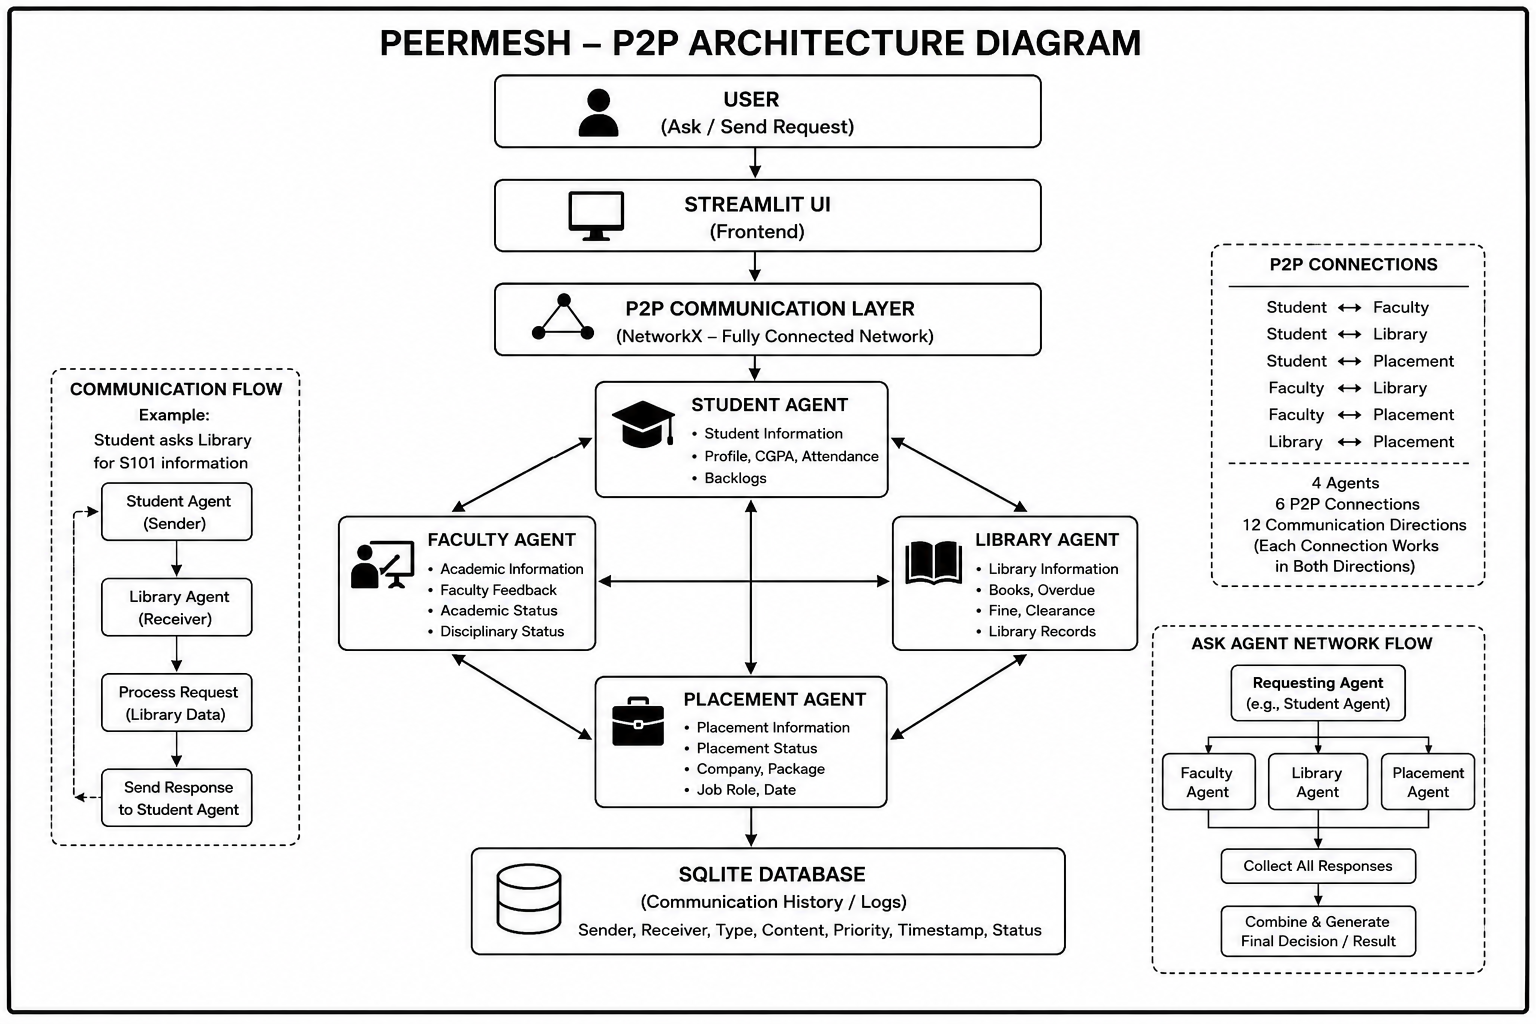 PEERMESH – P2P ARCHITECTURE DIAGRAM
USER
(Ask / Send Request)
STREAMLIT UI
(Frontend)
P2P COMMUNICATION LAYER
(NetworkX – Fully Connected Network)
STUDENT AGENT
• Student Information
• Profile, CGPA, Attendance
• Backlogs
FACULTY AGENT
• Academic Information
• Faculty Feedback
• Academic Status
• Disciplinary Status
LIBRARY AGENT
• Library Information
• Books, Overdue
• Fine, Clearance
• Library Records
PLACEMENT AGENT
• Placement Information
• Placement Status
• Company, Package
• Job Role, Date
SQLITE DATABASE
(Communication History / Logs)
Sender, Receiver, Type, Content, Priority, Timestamp, Status
COMMUNICATION FLOW
Example:
Student asks Library
for S101 information
Student Agent
(Sender)
Library Agent
(Receiver)
Process Request
(Library Data)
Send Response
to Student Agent
P2P CONNECTIONS
Student ↔ Faculty
Student ↔ Library
Student ↔ Placement
Faculty ↔ Library
Faculty ↔ Placement
Library ↔ Placement
4 Agents
6 P2P Connections
12 Communication Directions
(Each Connection Works
in Both Directions)
ASK AGENT NETWORK FLOW
Requesting Agent
(e.g., Student Agent)
Faculty
Agent
Library
Agent
Placement
Agent
Collect All Responses
Combine & Generate
Final Decision / Result